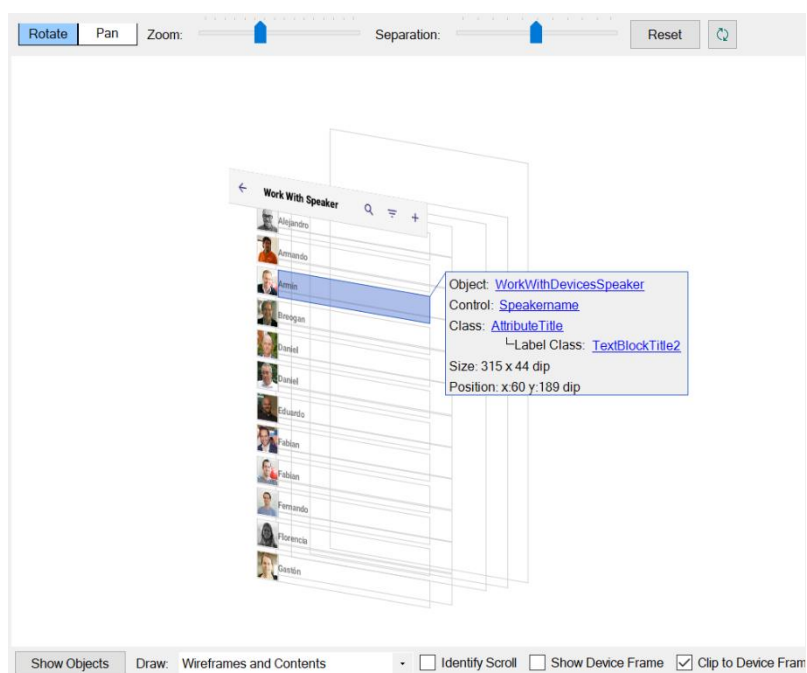 Rotate Pan Zoom: Separation: Reset
Work With Speaker
Alejandro
Armando
Armin
Breogan
Daniel
Daniel
Eduardo
Fabian
Fabian
Fernando
Florencia
Gastón
Object: WorkWithDevicesSpeaker
Control: Speakername
Class: AttributeTitle
Label Class: TextBlockTitle2
Size: 315 x 44 dip
Position: x:60 y:189 dip
Show Objects Draw: Wireframes and Contents Identify Scroll Show Device Frame Clip to Device Fram